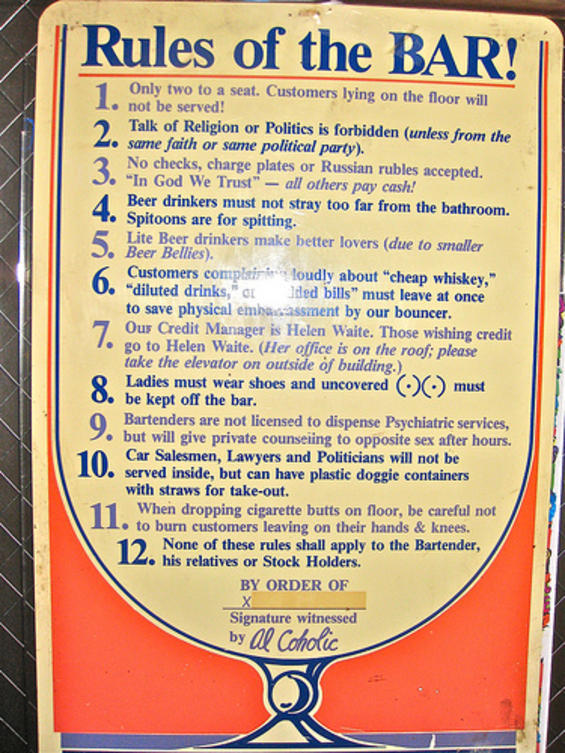 Rules of the BAR!
1. Only two to a seat. Customers lying on the floor will
not be served!
2. Talk of Religion or Politics is forbidden (unless from the
same faith or same political party).
3. No checks, charge plates or Russian rubles accepted.
"In God We Trust" — all others pay cash!
4. Beer drinkers must not stray too far from the bathroom.
Spitoons are for spitting.
5. Lite Beer drinkers make better lovers (due to smaller
Beer Bellies).
6. Customers complaining loudly about "cheap whiskey,"
"diluted drinks," or bills" must leave at once
to save physical embarrassment by our bouncer.
7. Our Credit Manager is Helen Waite. Those wishing credit
go to Helen Waite. (Her office is on the roof; please
take the elevator on outside of building.)
8. Ladies must wear shoes and uncovered (·)(·) must
be kept off the bar.
9. Bartenders are not licensed to dispense Psychiatric services,
but will give private counseling to opposite sex after hours.
10. Car Salesmen, Lawyers and Politicians will not be
served inside, but can have plastic doggie containers
with straws for take-out.
11. When dropping cigarette butts on floor, be careful not
to burn customers leaving on their hands & knees.
12. None of these rules shall apply to the Bartender,
his relatives or Stock Holders.
BY ORDER OF
X
Signature witnessed
by Al Coholic